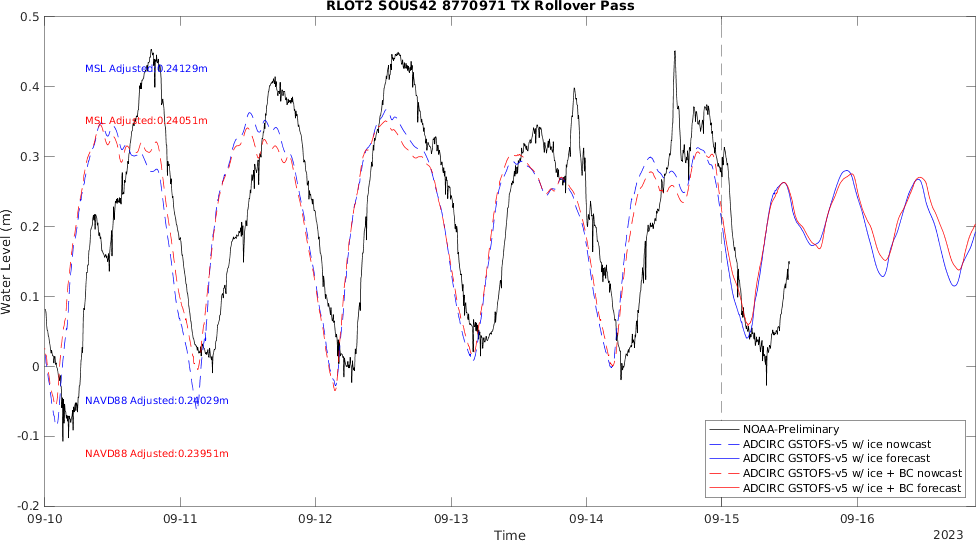 RLOT2 SOUS42 8770971 TX Rollover Pass
0.5
0.4
0.3
0.2
0.1
0
-0.1
-0.2
Water Level (m)
MSL Adjusted:0.24129m
MSL Adjusted:0.24051m
NAVD88 Adjusted:0.24029m
NAVD88 Adjusted:0.23951m
NOAA-Preliminary
ADCIRC GSTOFS-v5 w/ ice nowcast
ADCIRC GSTOFS-v5 w/ ice forecast
ADCIRC GSTOFS-v5 w/ ice + BC nowcast
ADCIRC GSTOFS-v5 w/ ice + BC forecast
09-10 09-11 09-12 09-13 09-14 09-15 09-16
Time
2023